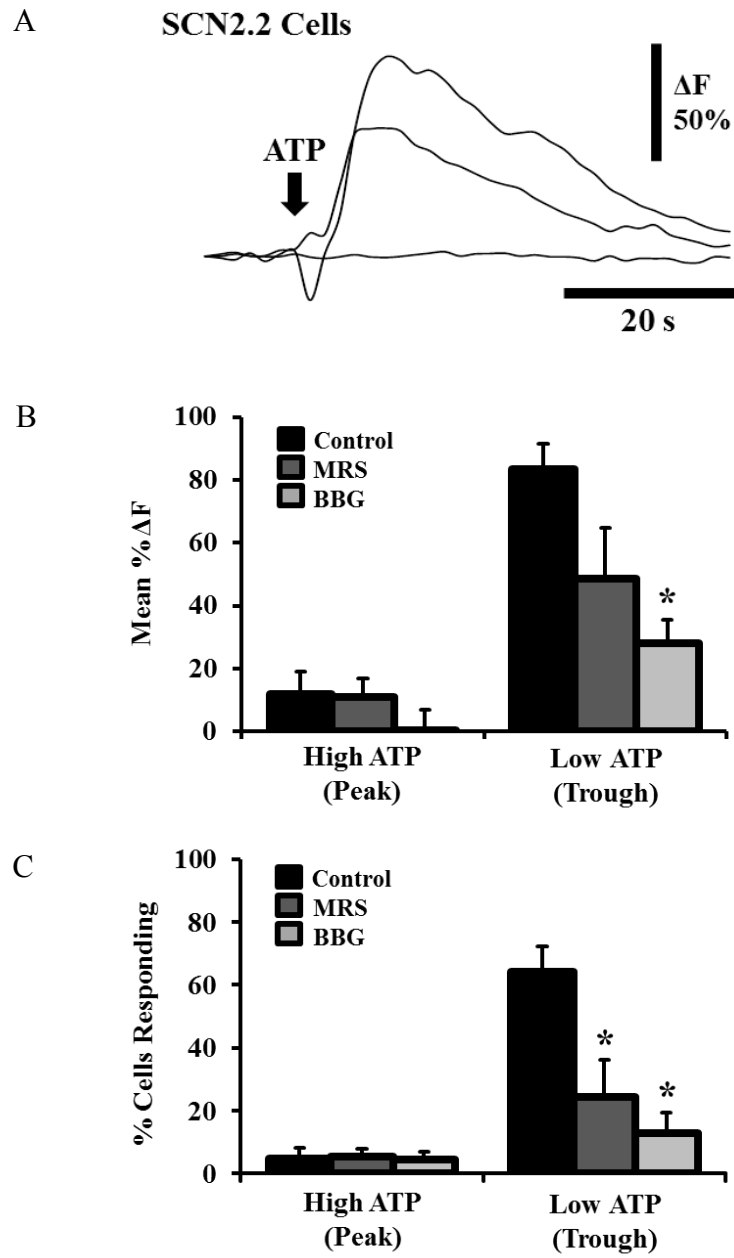 A
SCN2.2 Cells
ΔF
50%
ATP
20 s
B
100
80
60
40
20
0
Mean % ΔF
Control
MRS
BBG
*
High ATP
(Peak)
Low ATP
(Trough)
C
100
80
60
40
20
0
% Cells Responding
Control
MRS
BBG
*
*
High ATP
(Peak)
Low ATP
(Trough)